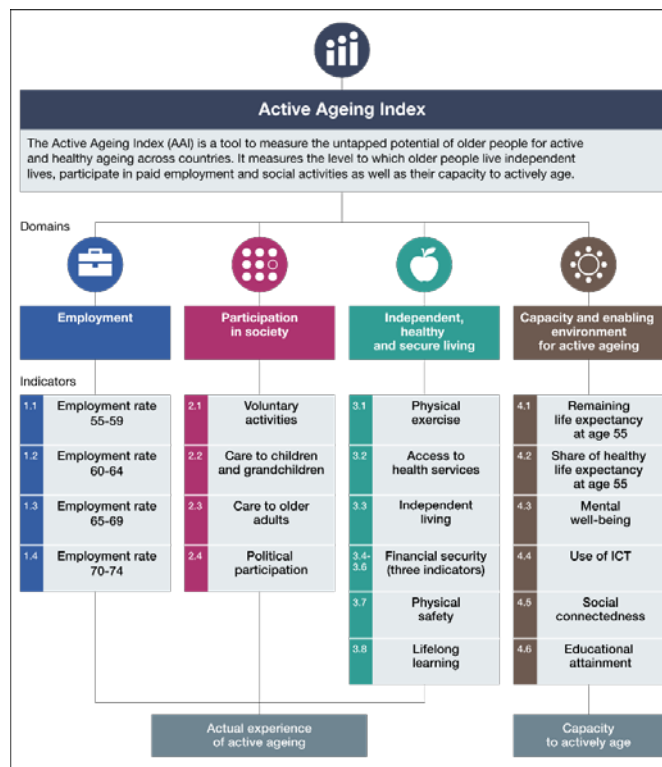 Active Ageing Index
The Active Ageing Index (AAI) is a tool to measure the untapped potential of older people for active
and healthy ageing across countries. It measures the level to which older people live independent
lives, participate in paid employment and social activities as well as their capacity to actively age.
Domains
Employment
Participation
in society
Independent,
healthy
and secure living
Capacity and enabling
environment
for active ageing
Indicators
1.1 Employment rate
55-59
1.2 Employment rate
60-64
1.3 Employment rate
65-69
1.4 Employment rate
70-74
2.1 Voluntary
activities
2.2 Care to children
and grandchildren
2.3 Care to older
adults
2.4 Political
participation
3.1 Physical
exercise
3.2 Access to
health services
3.3 Independent
living
3.4-
3.6 Financial security
(three indicators)
3.7 Physical
safety
3.8 Lifelong
learning
4.1 Remaining
life expectancy
at age 55
4.2 Share of healthy
life expectancy
at age 55
4.3 Mental
well-being
4.4 Use of ICT
4.5 Social
connectedness
4.6 Educational
attainment
Actual experience
of active ageing
Capacity
to actively age